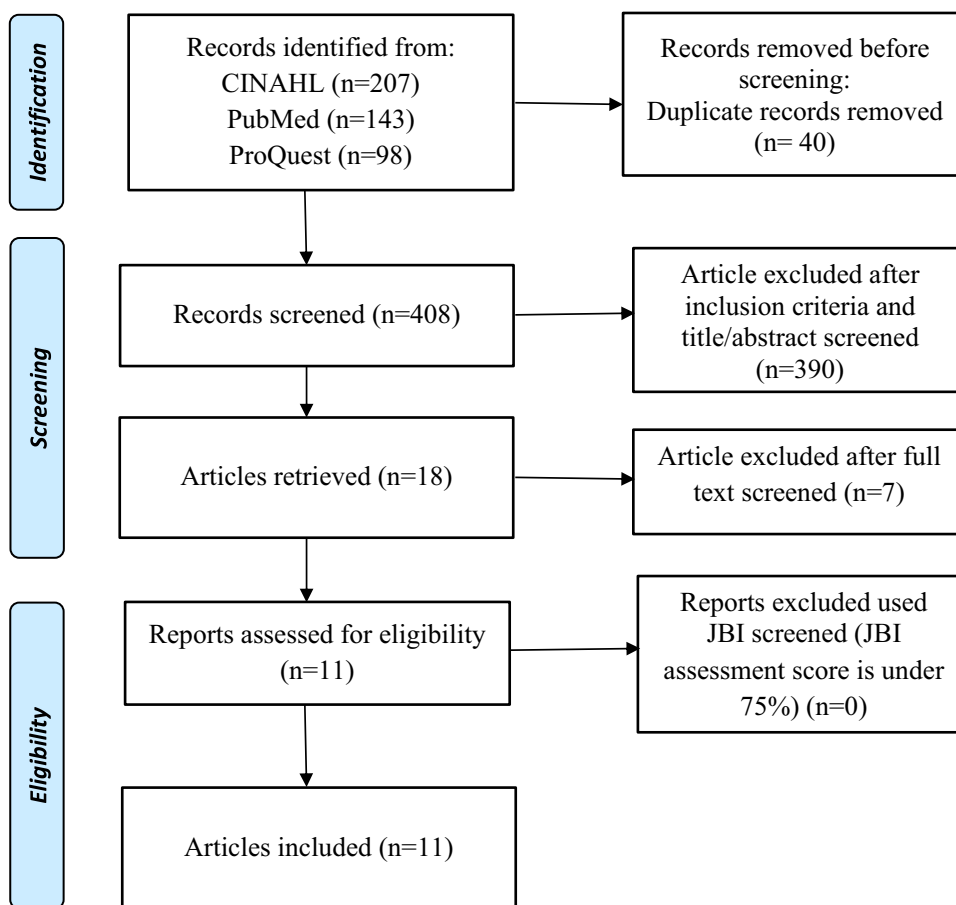 Identification
Records identified from:
CINAHL (n=207)
PubMed (n=143)
ProQuest (n=98)
Records removed before
screening:
Duplicate records removed
(n= 40)
Screening
Records screened (n=408)
Article excluded after
inclusion criteria and
title/abstract screened
(n=390)
Articles retrieved (n=18)
Article excluded after full
text screened (n=7)
Eligibility
Reports assessed for eligibility
(n=11)
Reports excluded used
JBI screened (JBI
assessment score is under
75%) (n=0)
Articles included (n=11)